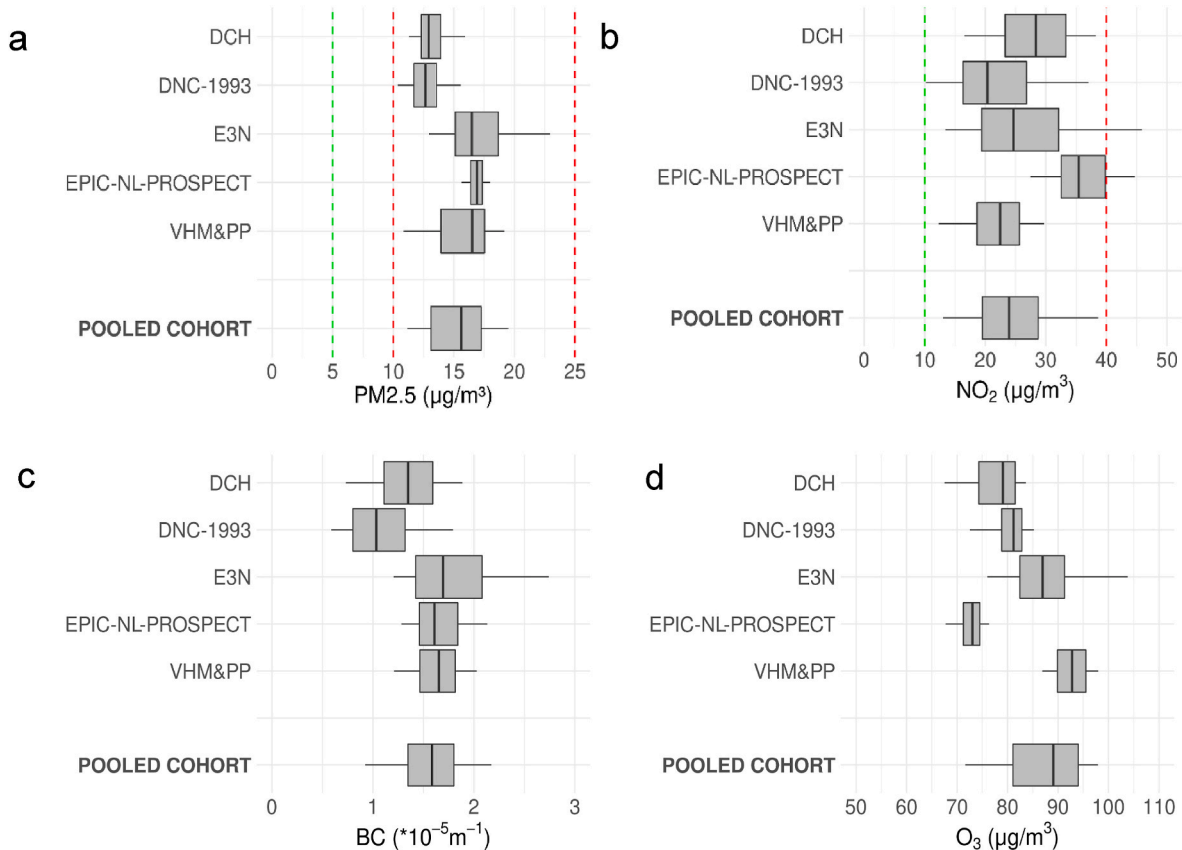 a
DCH
DNC-1993
E3N
EPIC-NL-PROSPECT
VHM&PP
POOLED COHORT
0 5 10 15 20 25
PM2.5 (µg/m³)
b
DCH
DNC-1993
E3N
EPIC-NL-PROSPECT
VHM&PP
POOLED COHORT
0 10 20 30 40 50
NO₂ (µg/m³)
c
DCH
DNC-1993
E3N
EPIC-NL-PROSPECT
VHM&PP
POOLED COHORT
0 1 2 3
BC (*10⁻⁵m⁻¹)
d
DCH
DNC-1993
E3N
EPIC-NL-PROSPECT
VHM&PP
POOLED COHORT
50 60 70 80 90 100 110
O₃ (µg/m³)